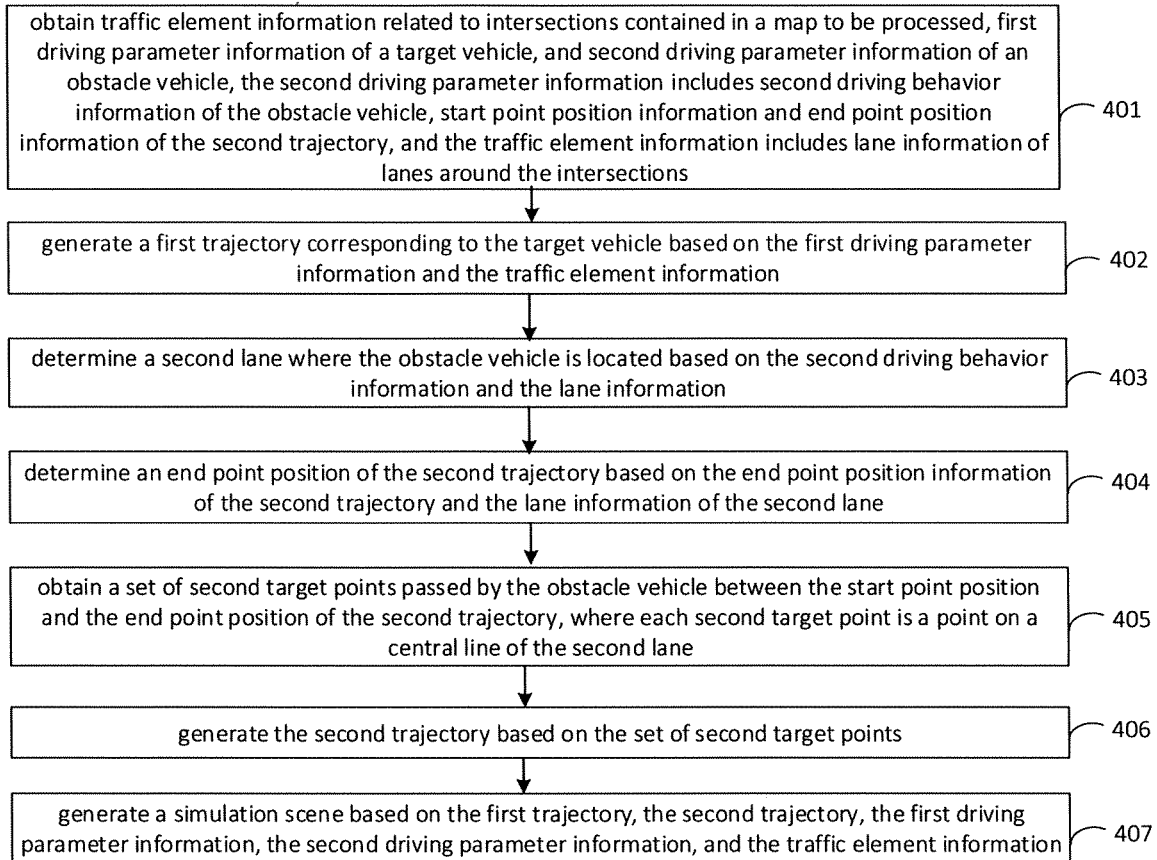 obtain traffic element information related to intersections contained in a map to be processed, first
driving parameter information of a target vehicle, and second driving parameter information of an
obstacle vehicle, the second driving parameter information includes second driving behavior
information of the obstacle vehicle, start point position information and end point position
information of the second trajectory, and the traffic element information includes lane information of
lanes around the intersections
401
generate a first trajectory corresponding to the target vehicle based on the first driving parameter
information and the traffic element information
402
determine a second lane where the obstacle vehicle is located based on the second driving behavior
information and the lane information
403
determine an end point position of the second trajectory based on the end point position information
of the second trajectory and the lane information of the second lane
404
obtain a set of second target points passed by the obstacle vehicle between the start point position
and the end point position of the second trajectory, where each second target point is a point on a
central line of the second lane
405
generate the second trajectory based on the set of second target points
406
generate a simulation scene based on the first trajectory, the second trajectory, the first driving
parameter information, the second driving parameter information, and the traffic element information
407